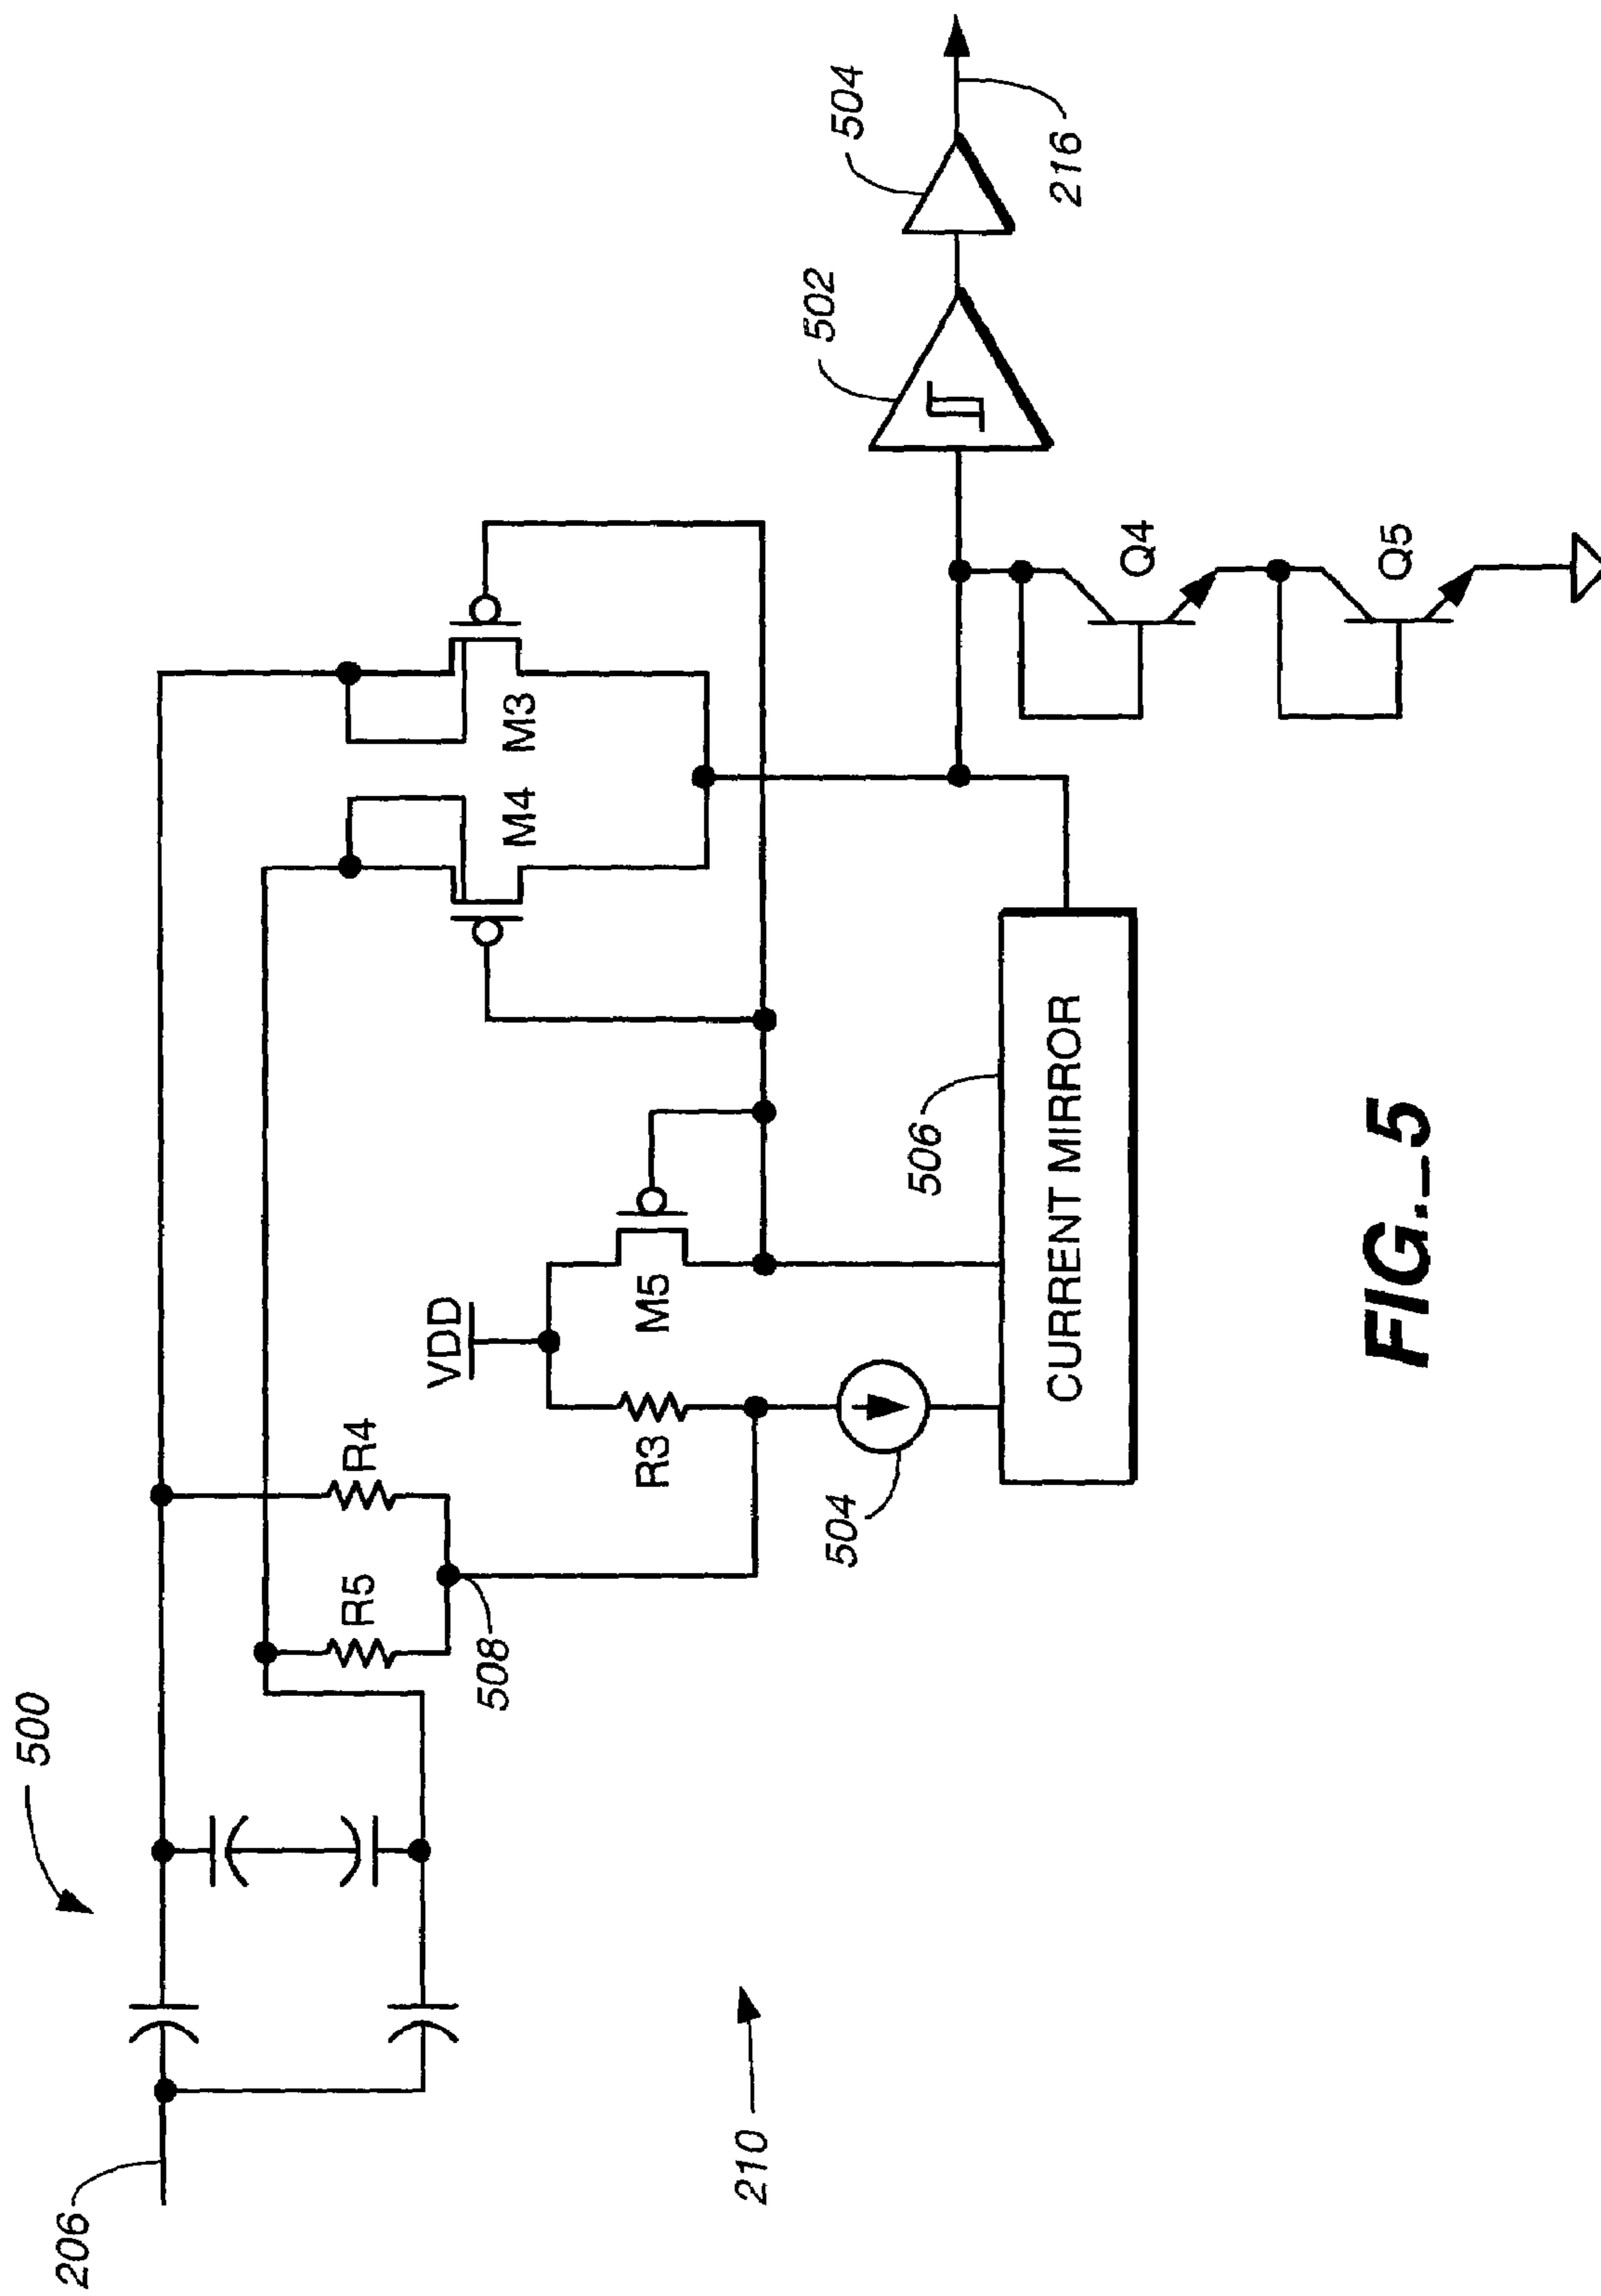 500
206
210
R5
R4
508
VDD
R3
M5
504
506
CURRENT MIRROR
M4
M3
502
504
216
Q4
Q5
FIG._5